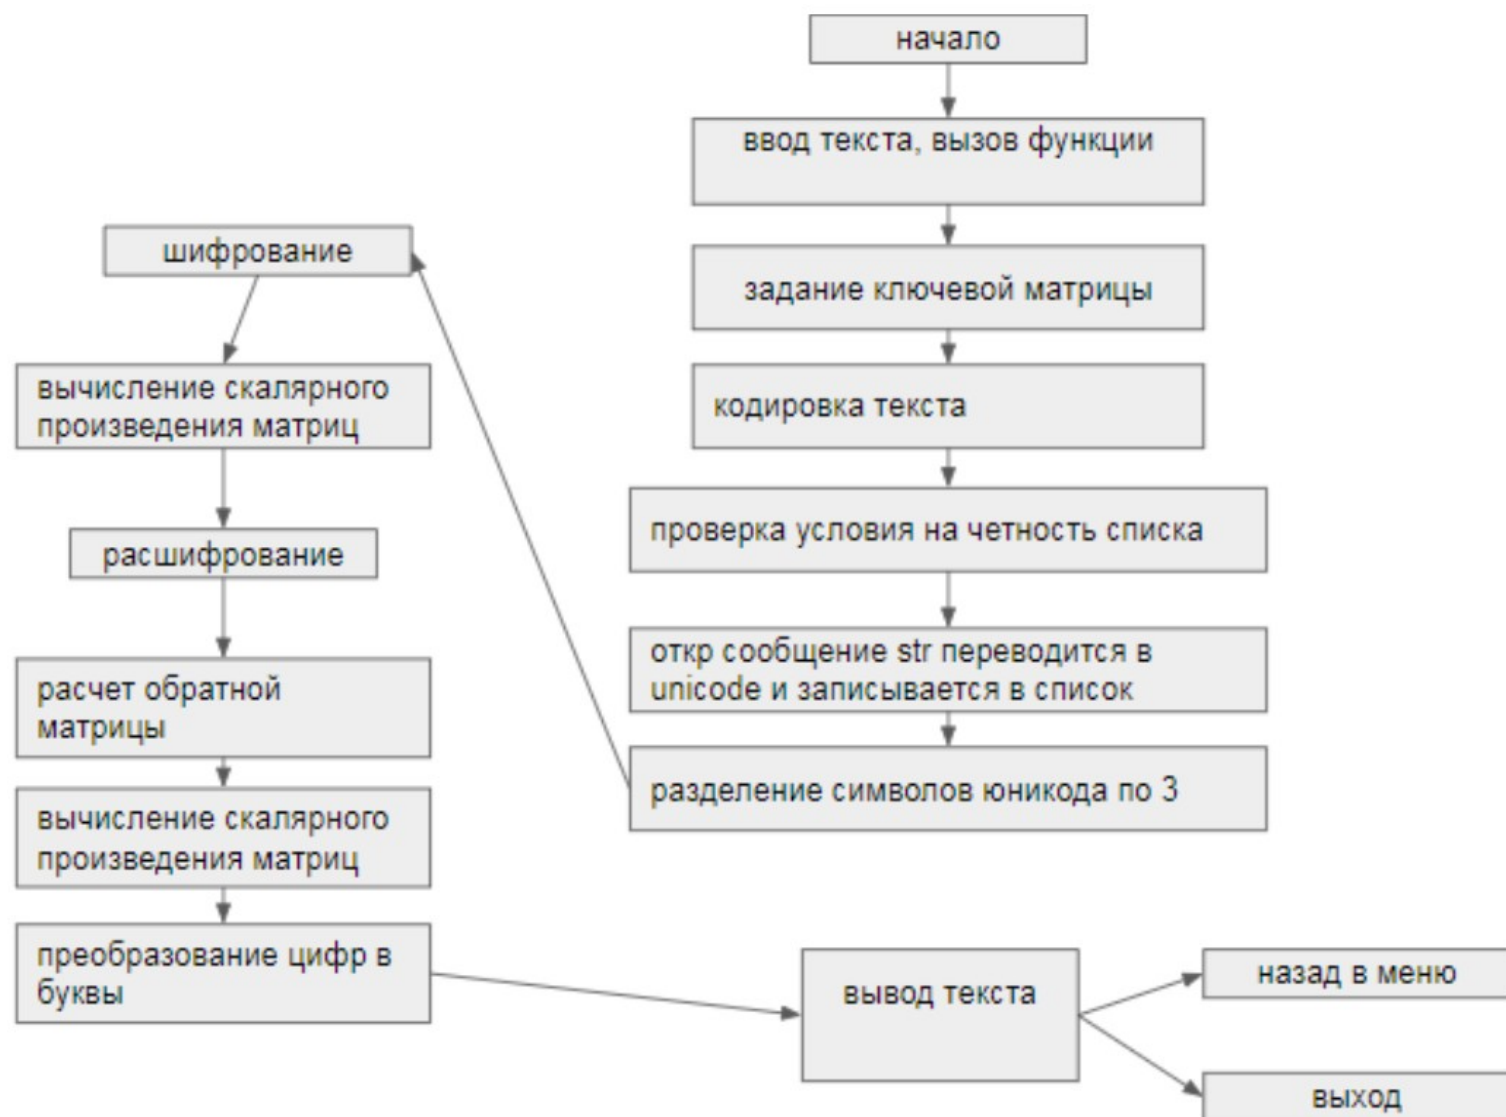 начало
ввод текста, вызов функции
задание ключевой матрицы
кодировка текста
проверка условия на четность списка
откр сообщение str переводится в
unicode и записывается в список
разделение символов юникода по 3
шифрование
вычисление скалярного
произведения матриц
расшифрование
расчет обратной
матрицы
вычисление скалярного
произведения матриц
преобразование цифр в
буквы
вывод текста
назад в меню
выход